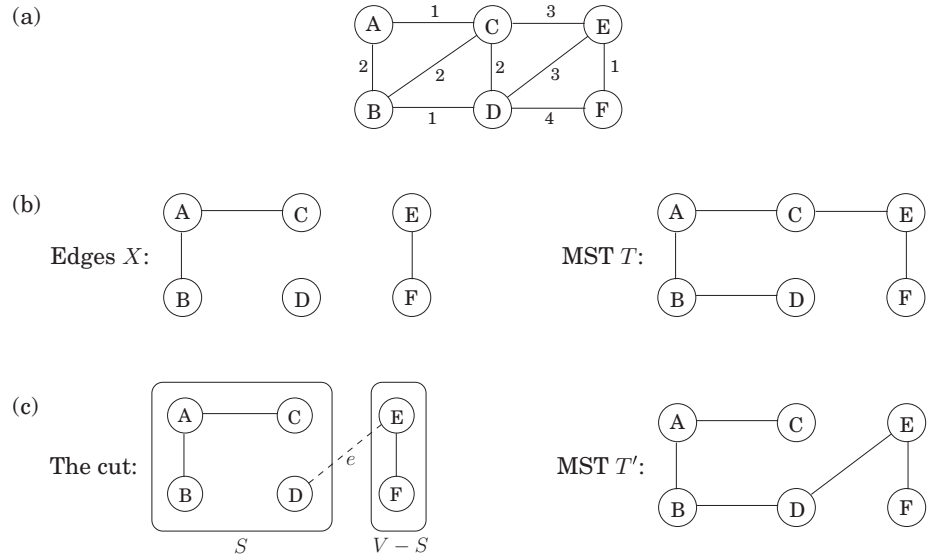 (a)
A 1 C 3 E
2 2 2 3 1
B 1 D 4 F
(b)
A C E A C E
Edges X: MST T:
B D F B D F
(c)
A C E A C E
The cut: e MST T′:
B D F B D F
S V − S